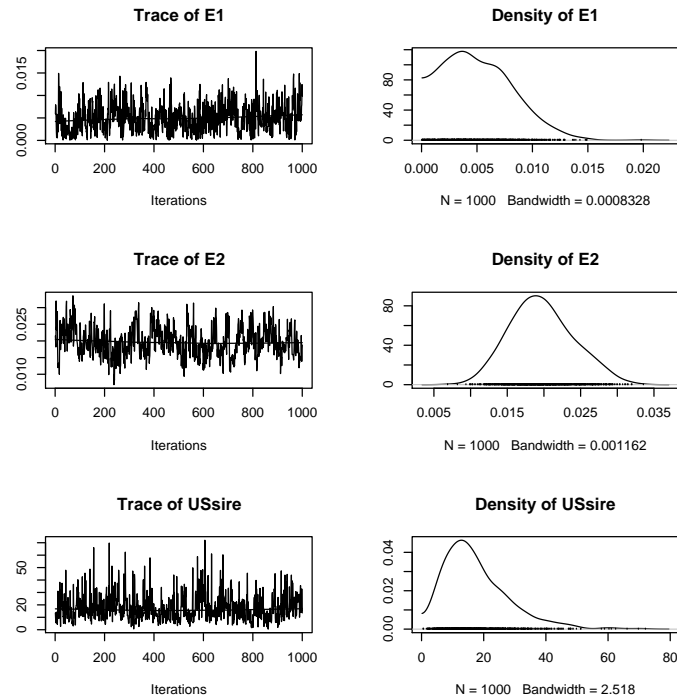 Trace of E1
0.000 0.015
0 200 400 600 800 1000
Iterations
Density of E1
0 40 80
0.000 0.005 0.010 0.015 0.020
N = 1000 Bandwidth = 0.0008328
Trace of E2
0.010 0.025
0 200 400 600 800 1000
Iterations
Density of E2
0 40 80
0.005 0.015 0.025 0.035
N = 1000 Bandwidth = 0.001162
Trace of USsire
0 20 50
0 200 400 600 800 1000
Iterations
Density of USsire
0.00 0.02 0.04
0 20 40 60 80
N = 1000 Bandwidth = 2.518